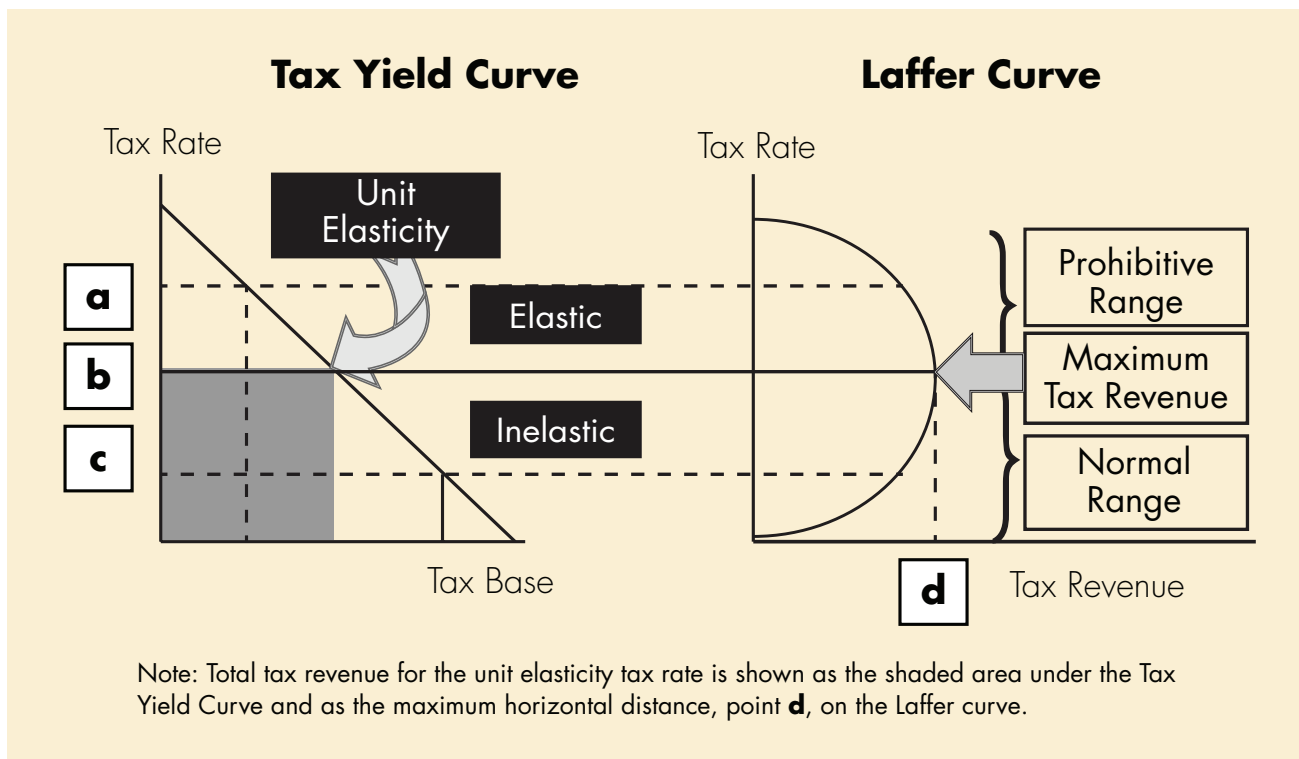 Tax Yield Curve
Laffer Curve
Tax Rate
Tax Rate
Unit
Elasticity
a
Elastic
Prohibitive
Range
b
Maximum
Tax Revenue
c
Inelastic
Normal
Range
Tax Base
d
Tax Revenue
Note: Total tax revenue for the unit elasticity tax rate is shown as the shaded area under the Tax
Yield Curve and as the maximum horizontal distance, point d, on the Laffer curve.